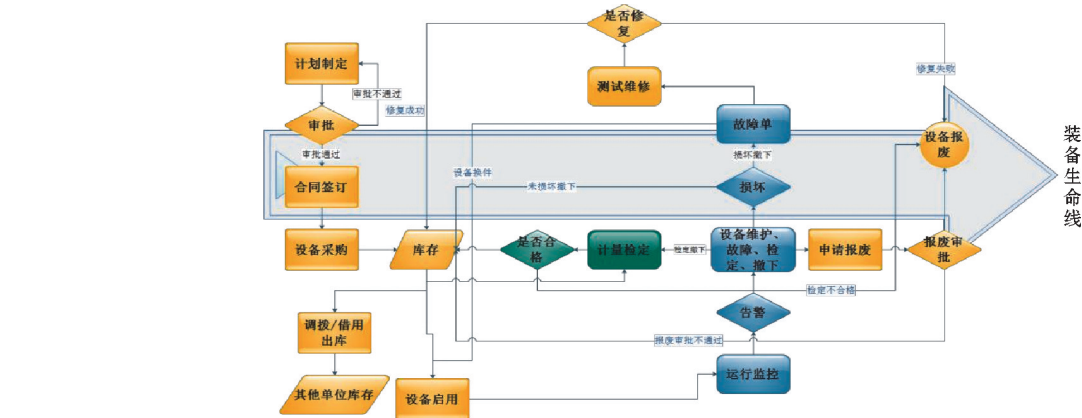 是否修
复
计划制定
修复失败
审批不通过
测试维修
修复成功
审批
故障单
设备报
废
装备生命线
审批通过
损坏撤下
设备换件
合同签订
未损坏撤下
损坏
设备采购
库存
是否合
格
计量检定
检定撤下
设备维护、
故障、检
定、撤下
申请报废
报废审
批
检定不合格
调拨/借用
出库
告警
报废审批不通过
运行监控
其他单位库存
设备启用